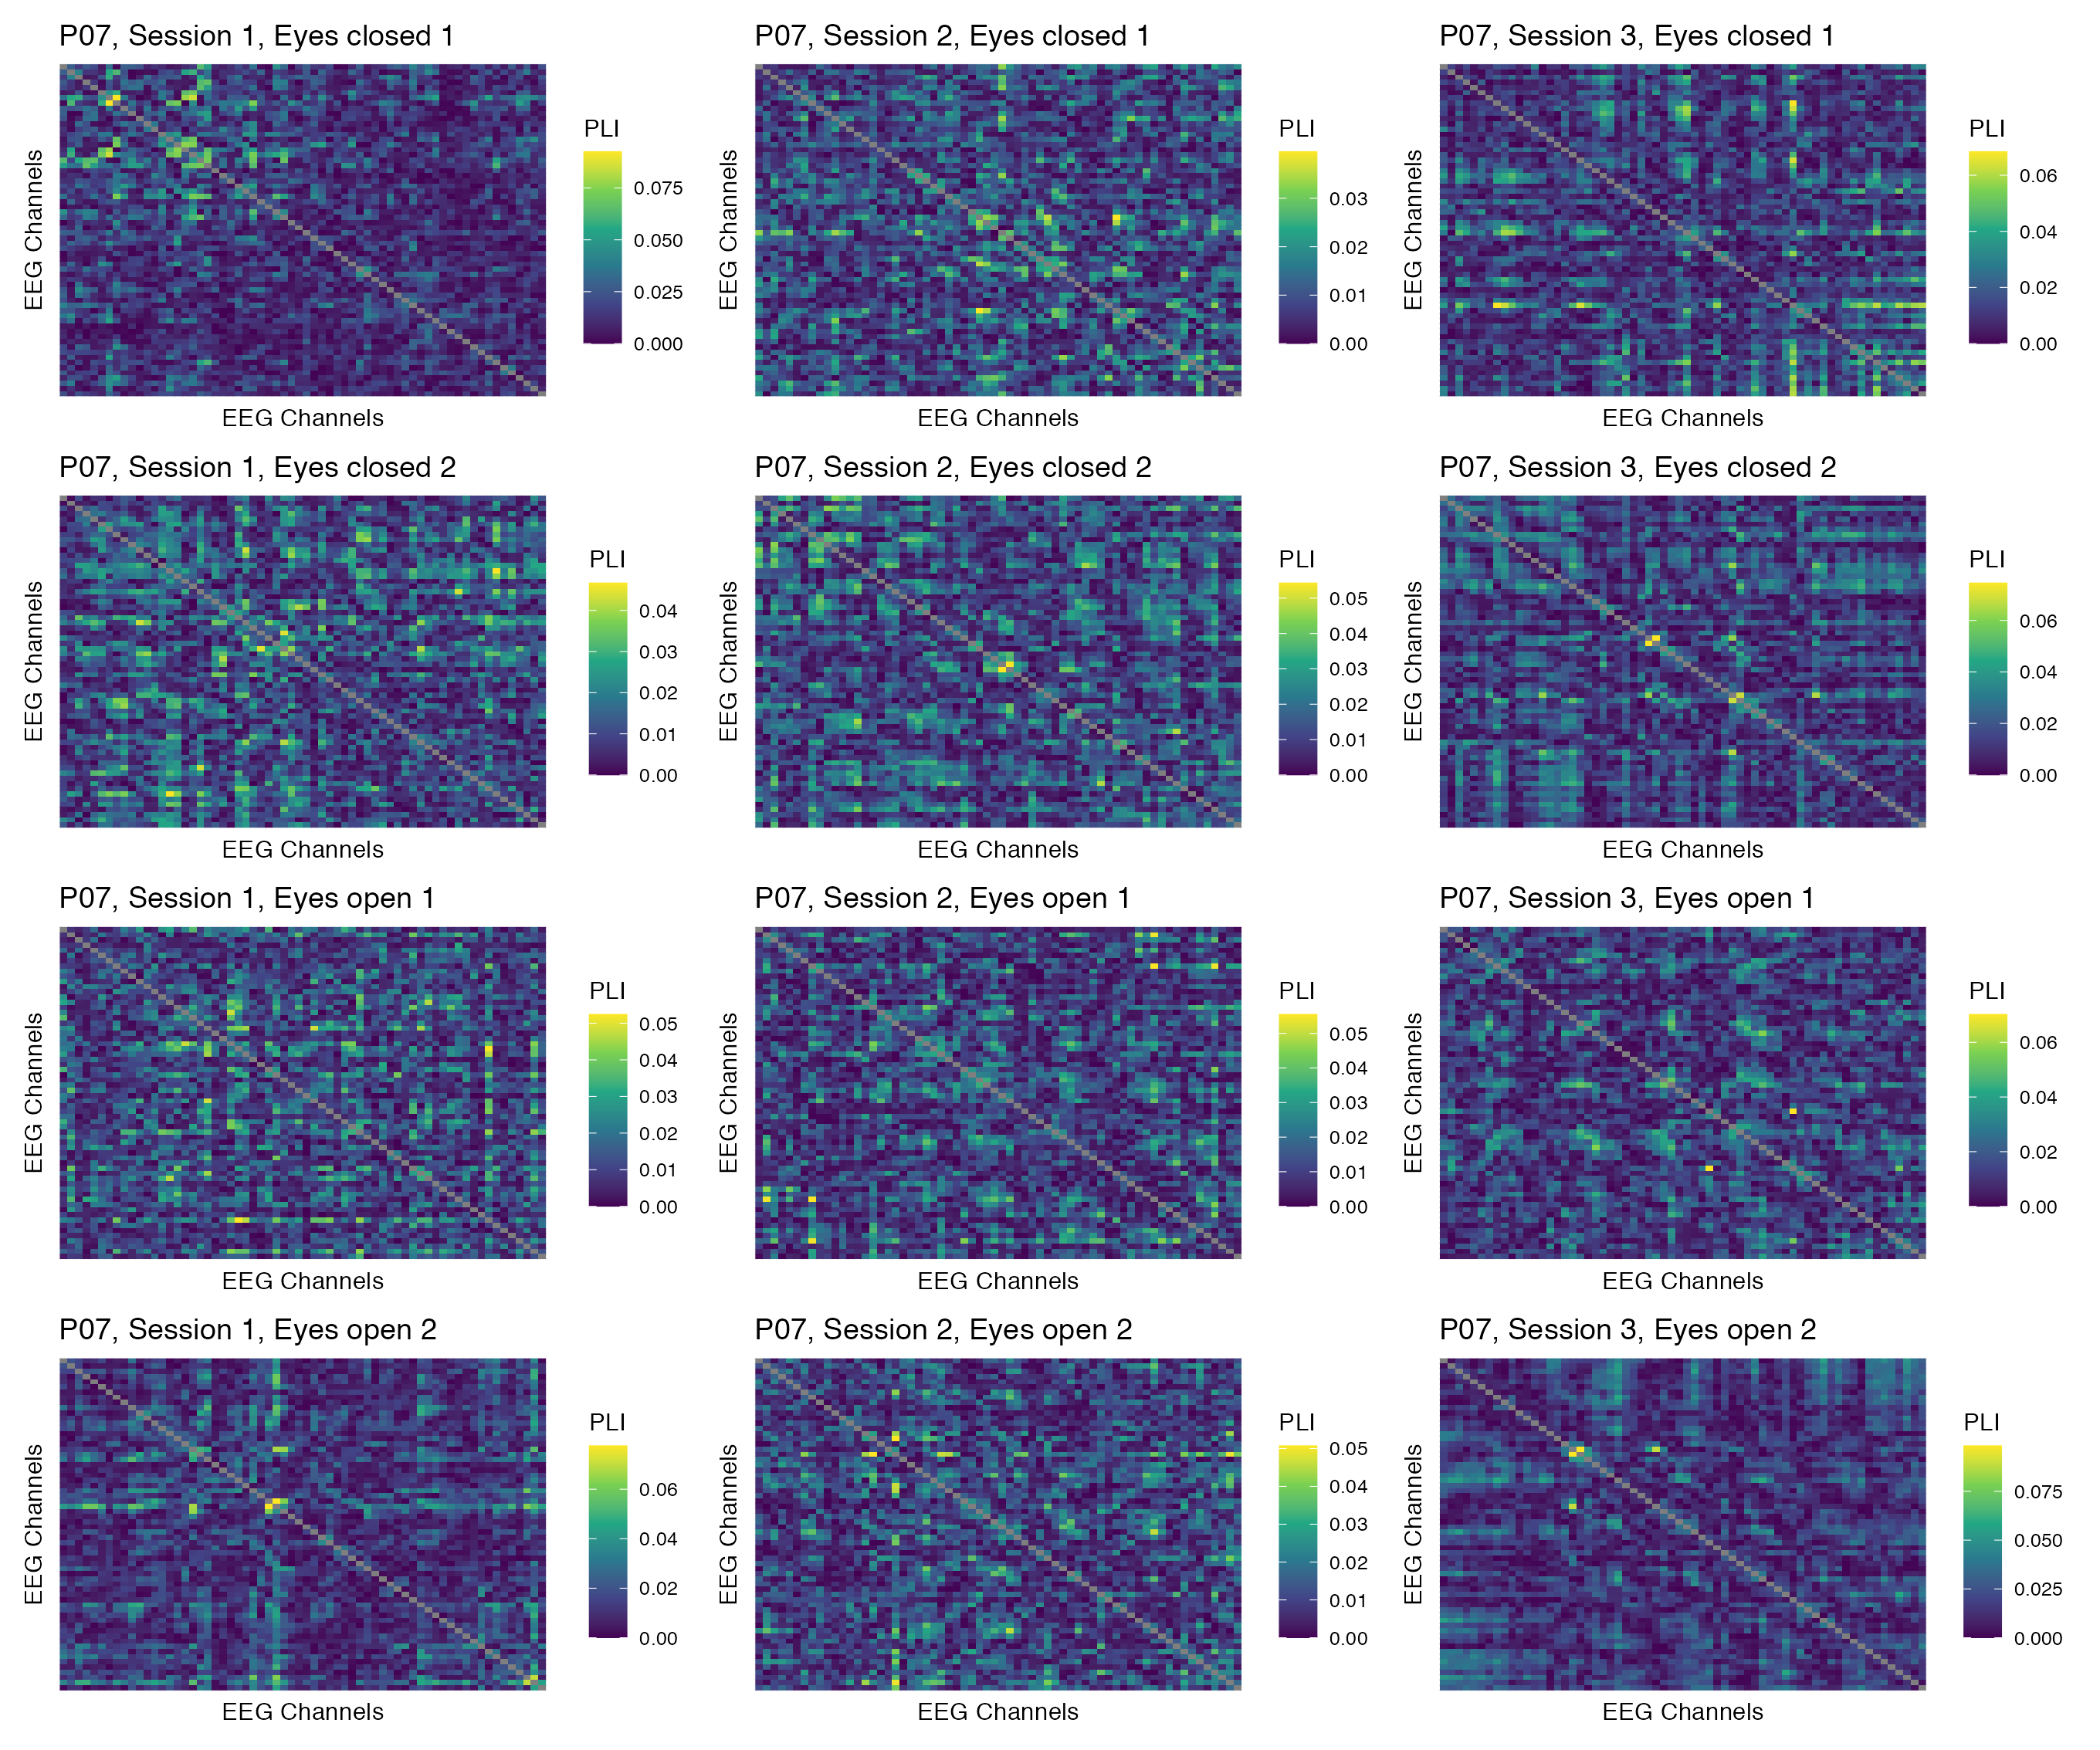 P07, Session 1, Eyes closed 1
EEG Channels
EEG Channels
PLI
0.075
0.050
0.025
0.000
P07, Session 2, Eyes closed 1
EEG Channels
EEG Channels
PLI
0.03
0.02
0.01
0.00
P07, Session 3, Eyes closed 1
EEG Channels
EEG Channels
PLI
0.06
0.04
0.02
0.00
P07, Session 1, Eyes closed 2
EEG Channels
EEG Channels
PLI
0.04
0.03
0.02
0.01
0.00
P07, Session 2, Eyes closed 2
EEG Channels
EEG Channels
PLI
0.05
0.04
0.03
0.02
0.01
0.00
P07, Session 3, Eyes closed 2
EEG Channels
EEG Channels
PLI
0.06
0.04
0.02
0.00
P07, Session 1, Eyes open 1
EEG Channels
EEG Channels
PLI
0.05
0.04
0.03
0.02
0.01
0.00
P07, Session 2, Eyes open 1
EEG Channels
EEG Channels
PLI
0.05
0.04
0.03
0.02
0.01
0.00
P07, Session 3, Eyes open 1
EEG Channels
EEG Channels
PLI
0.06
0.04
0.02
0.00
P07, Session 1, Eyes open 2
EEG Channels
EEG Channels
PLI
0.06
0.04
0.02
0.00
P07, Session 2, Eyes open 2
EEG Channels
EEG Channels
PLI
0.05
0.04
0.03
0.02
0.01
0.00
P07, Session 3, Eyes open 2
EEG Channels
EEG Channels
PLI
0.075
0.050
0.025
0.000